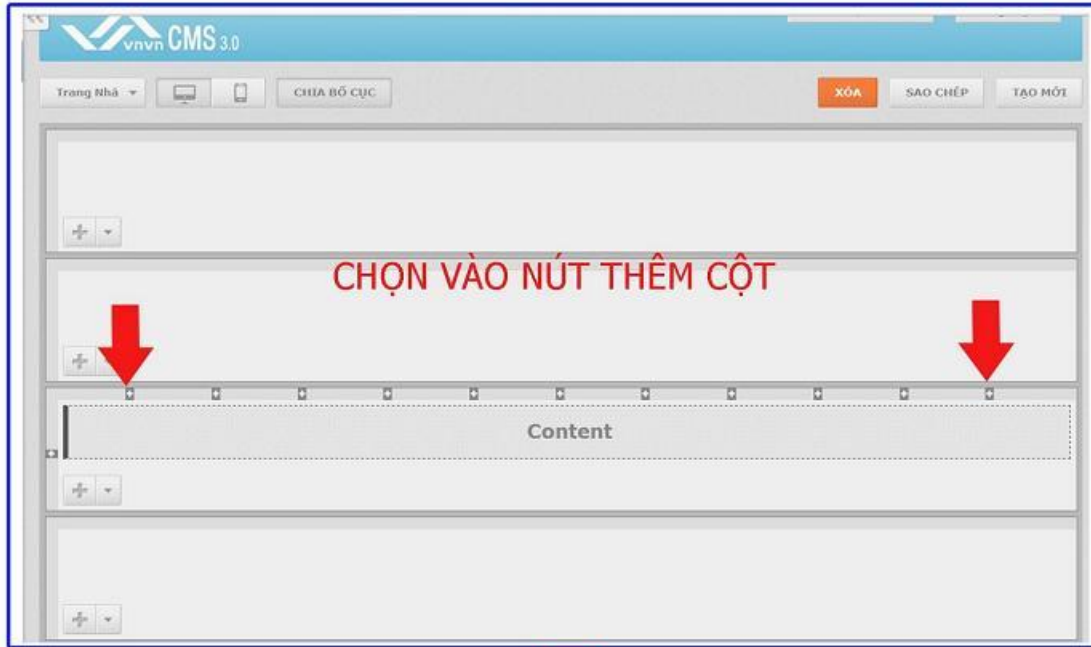 vnvn CMS 3.0
Trang Nhà
CHIA BỐ CỤC
XÓA
SAO CHÉP
TẠO MỚI
CHỌN VÀO NÚT THÊM CỘT
Content